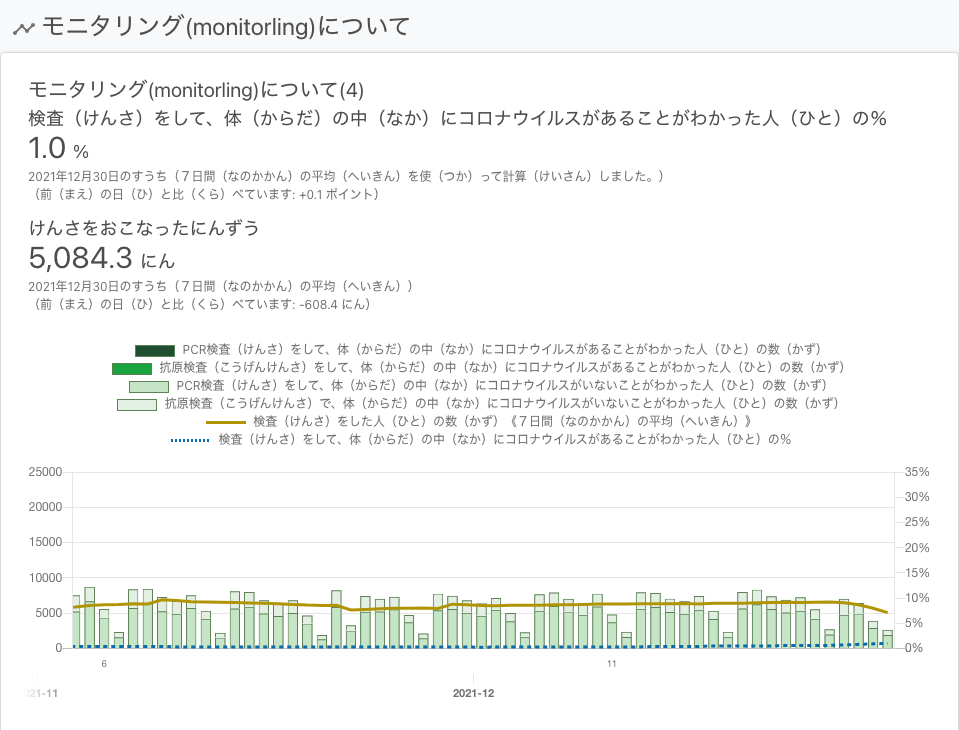 モニタリング(monitorling)について
モニタリング(monitorling)について(4)
検査（けんさ）をして、体（からだ）の中（なか）にコロナウイルスがあることがわかった人（ひと）の%
1.0 %
2021年12月30日のすうち（７日間（なのかかん）の平均（へいきん）を使（つか）って計算（けいさん）しました。）
（前（まえ）の日（ひ）と比（くら）べています: +0.1 ポイント）
けんさをおこなったにんずう
5,084.3 にん
2021年12月30日のすうち（７日間（なのかかん）の平均（へいきん））
（前（まえ）の日（ひ）と比（くら）べています: -608.4 にん）
PCR検査（けんさ）をして、体（からだ）の中（なか）にコロナウイルスがあることがわかった人（ひと）の数（かず）
抗原検査（こうげんけんさ）をして、体（からだ）の中（なか）にコロナウイルスがあることがわかった人（ひと）の数（かず）
PCR検査（けんさ）をして、体（からだ）の中（なか）にコロナウイルスがいないことがわかった人（ひと）の数（かず）
抗原検査（こうげんけんさ）で、体（からだ）の中（なか）にコロナウイルスがいないことがわかった人（ひと）の数（かず）
検査（けんさ）をした人（ひと）の数（かず）《７日間（なのかかん）の平均（へいきん）》
検査（けんさ）をして、体（からだ）の中（なか）にコロナウイルスがあることがわかった人（ひと）の%
25000 35%
30%
20000
25%
15000
20%
10000 15%
10%
5000
5%
0 0%
6 11
21-11 2021-12